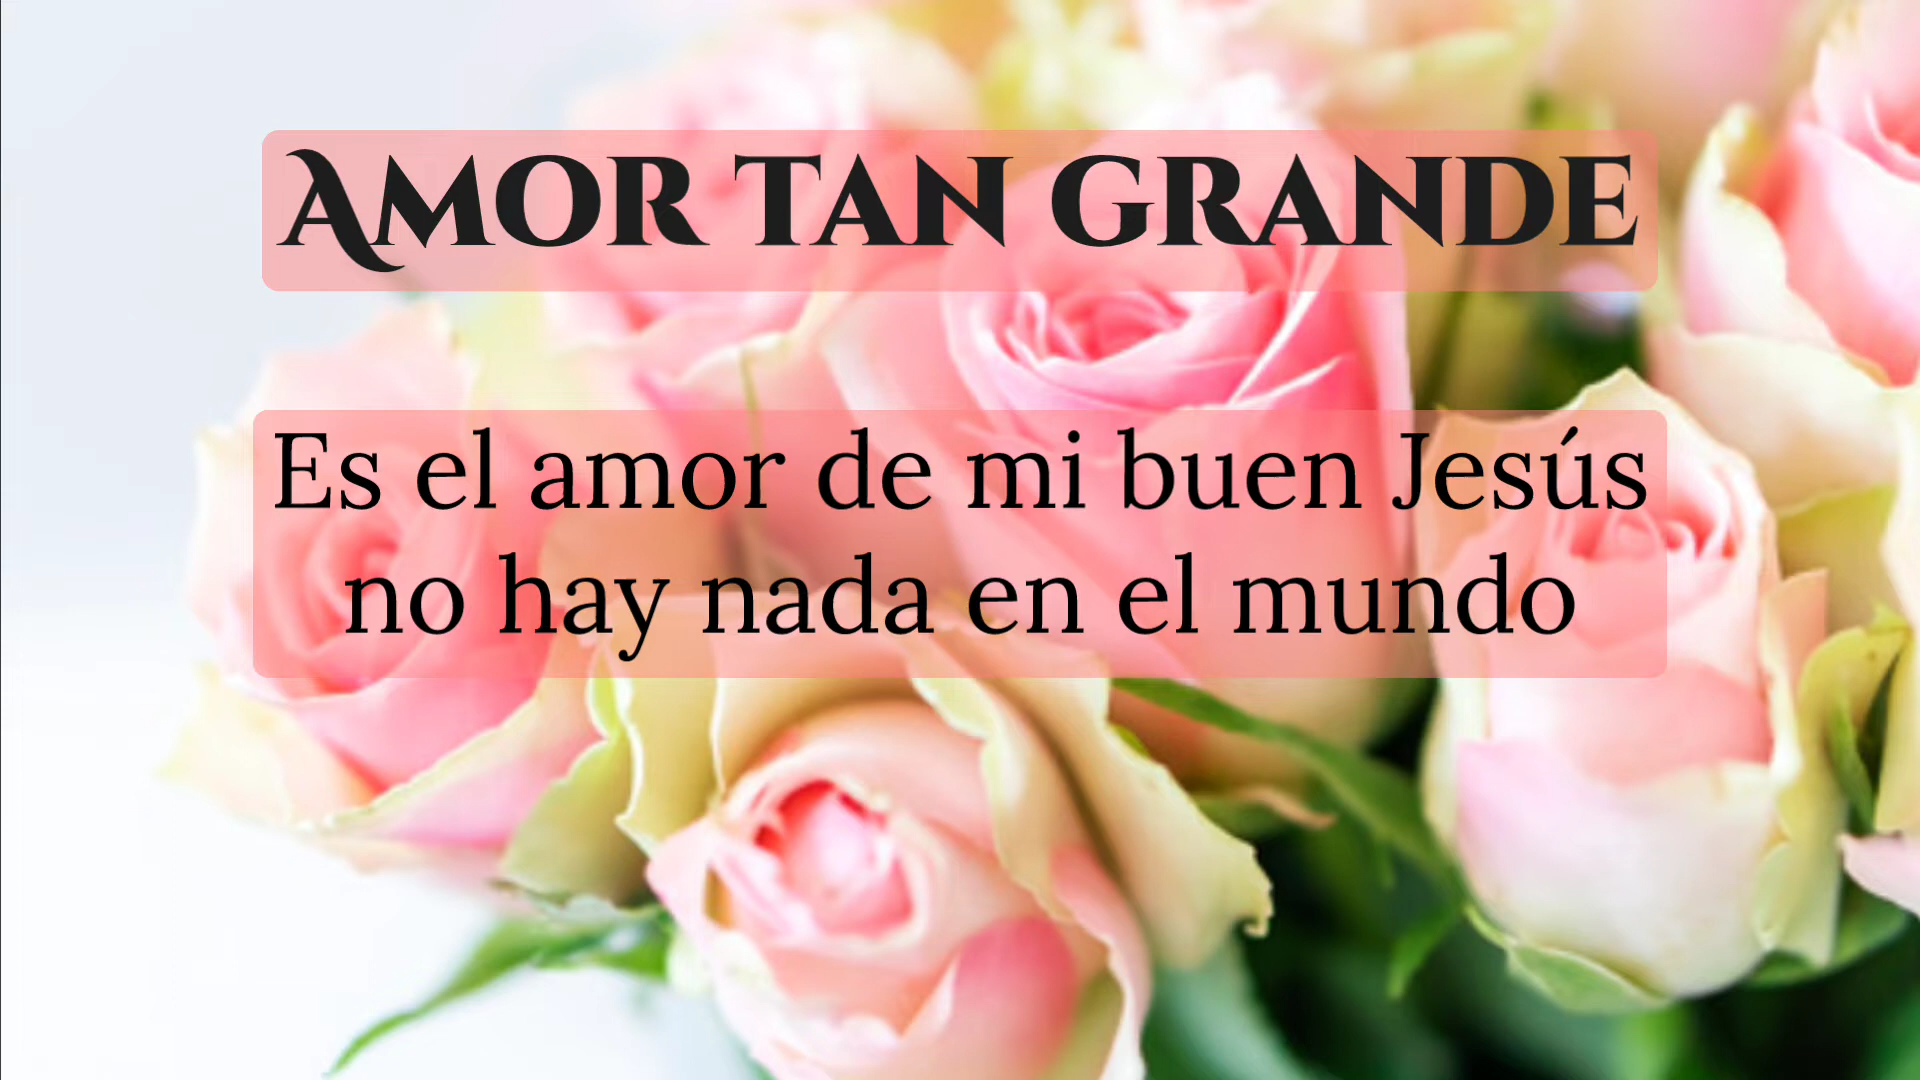 Amor tan grande
Es el amor de mi buen Jesús
no hay nada en el mundo